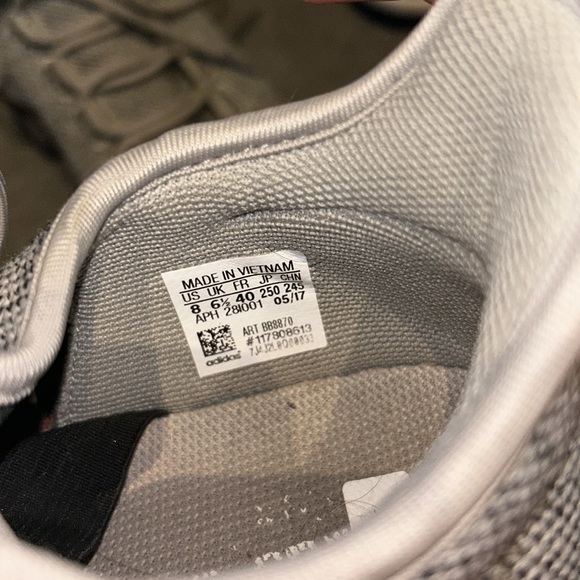 MADE IN VIETNAM
US UK FR JP CHN
8 6½ 40 250 245
APH 28I001 05/17
ART BB8870
#117808613
adidas